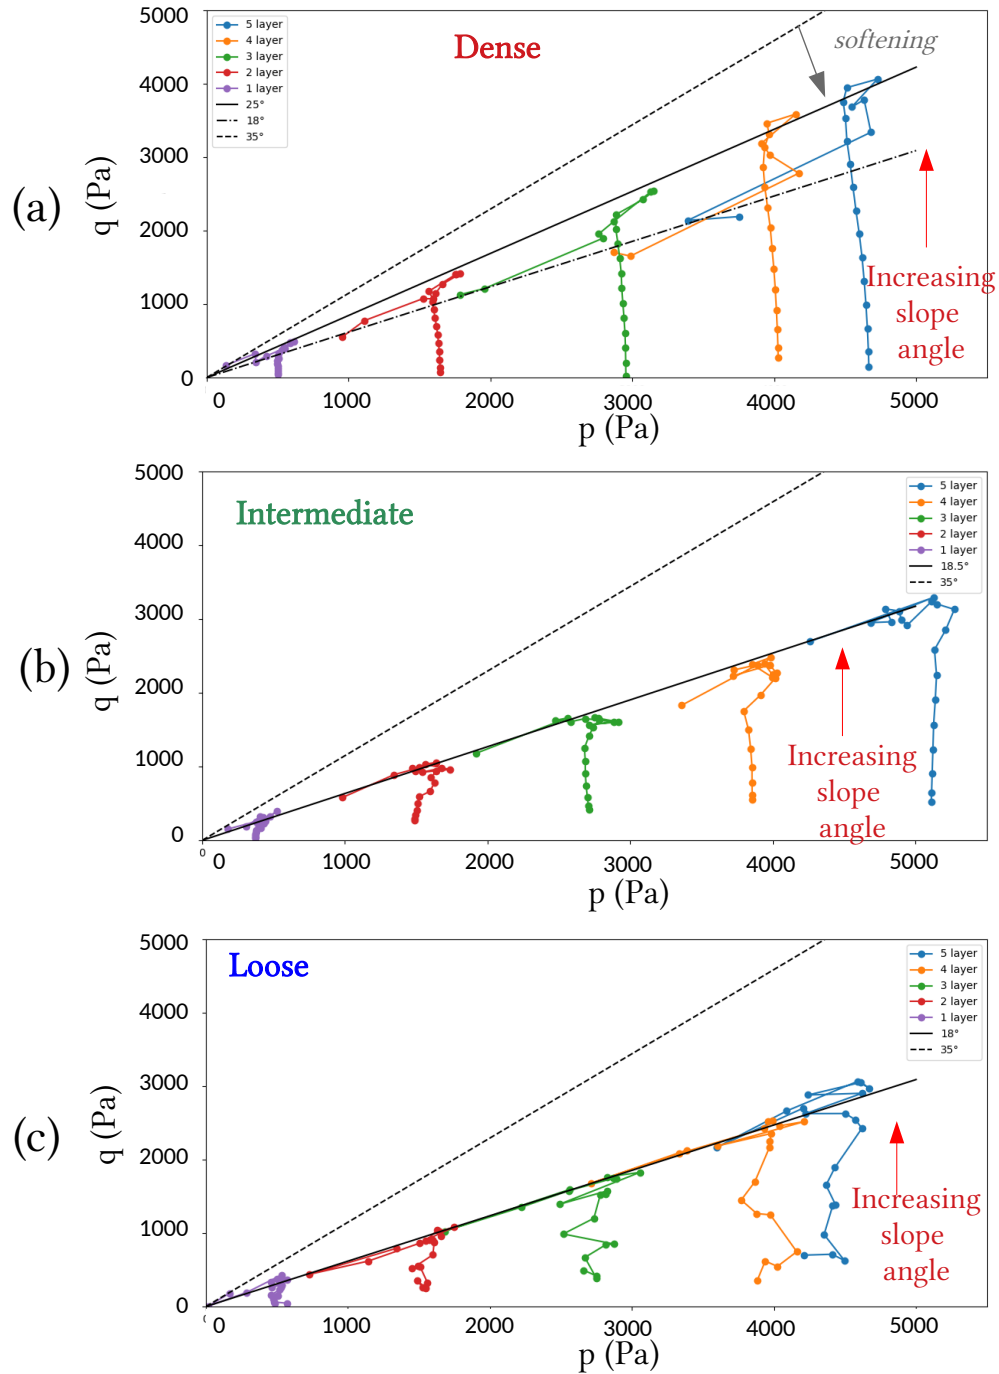 (a)
Dense
softening
5 layer
4 layer
3 layer
2 layer
1 layer
25°
18°
35°
q (Pa)
5000
4000
3000
2000
1000
0
0 1000 2000 3000 4000 5000
p (Pa)
Increasing
slope
angle
(b)
Intermediate
5 layer
4 layer
3 layer
2 layer
1 layer
18.5°
35°
q (Pa)
5000
4000
3000
2000
1000
0
0 1000 2000 3000 4000 5000
p (Pa)
Increasing
slope
angle
(c)
Loose
5 layer
4 layer
3 layer
2 layer
1 layer
18°
35°
q (Pa)
5000
4000
3000
2000
1000
0
0 1000 2000 3000 4000 5000
p (Pa)
Increasing
slope
angle